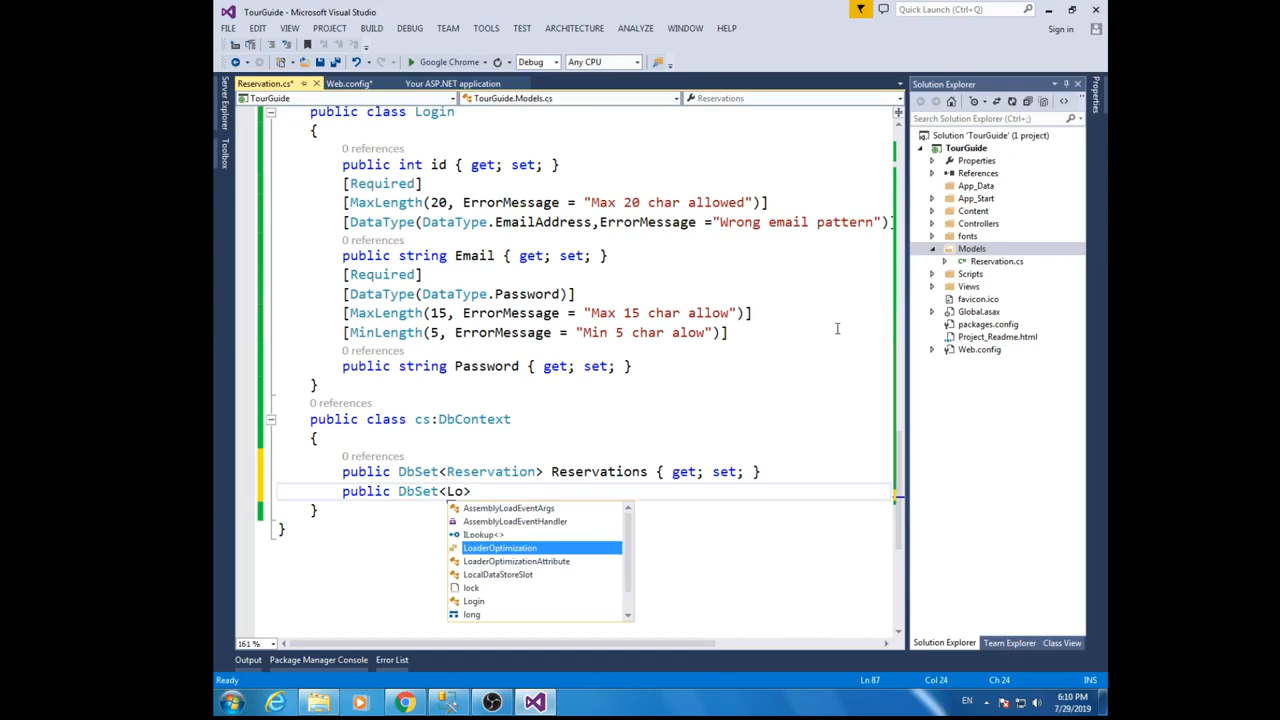 TourGuide - Microsoft Visual Studio
Quick Launch (Ctrl+Q)
FILE EDIT VIEW PROJECT BUILD DEBUG TEAM TOOLS TEST ARCHITECTURE ANALYZE WINDOW HELP
Sign in
Google Chrome Debug Any CPU
Reservation.cs* Web.config* Your ASP.NET application
TourGuide TourGuide.Models.cs Reservations
Server Explorer
Toolbox
public class Login
{
0 references
public int id { get; set; }
[Required]
[MaxLength(20, ErrorMessage = "Max 20 char allowed")]
[DataType(DataType.EmailAddress,ErrorMessage ="Wrong email pattern")]
0 references
public string Email { get; set; }
[Required]
[DataType(DataType.Password)]
[MaxLength(15, ErrorMessage = "Max 15 char allow")]
[MinLength(5, ErrorMessage = "Min 5 char alow")]
0 references
public string Password { get; set; }
}
0 references
public class cs:DbContext
{
0 references
public DbSet<Reservation> Reservations { get; set; }
public DbSet<Lo>
}
}
AssemblyLoadEventArgs
AssemblyLoadEventHandler
ILookup<>
LoaderOptimization
LoaderOptimizationAttribute
LocalDataStoreSlot
lock
Login
long
161 %
Solution Explorer
Search Solution Explorer (Ctrl+;)
Solution 'TourGuide' (1 project)
TourGuide
Properties
References
App_Data
App_Start
Content
Controllers
fonts
Models
Reservation.cs
Scripts
Views
favicon.ico
Global.asax
packages.config
Project_Readme.html
Web.config
Solution Explorer Team Explorer Class View
Properties
Output Package Manager Console Error List
Ready Ln 87 Col 24 Ch 24 INS
EN 6:10 PM
7/29/2019